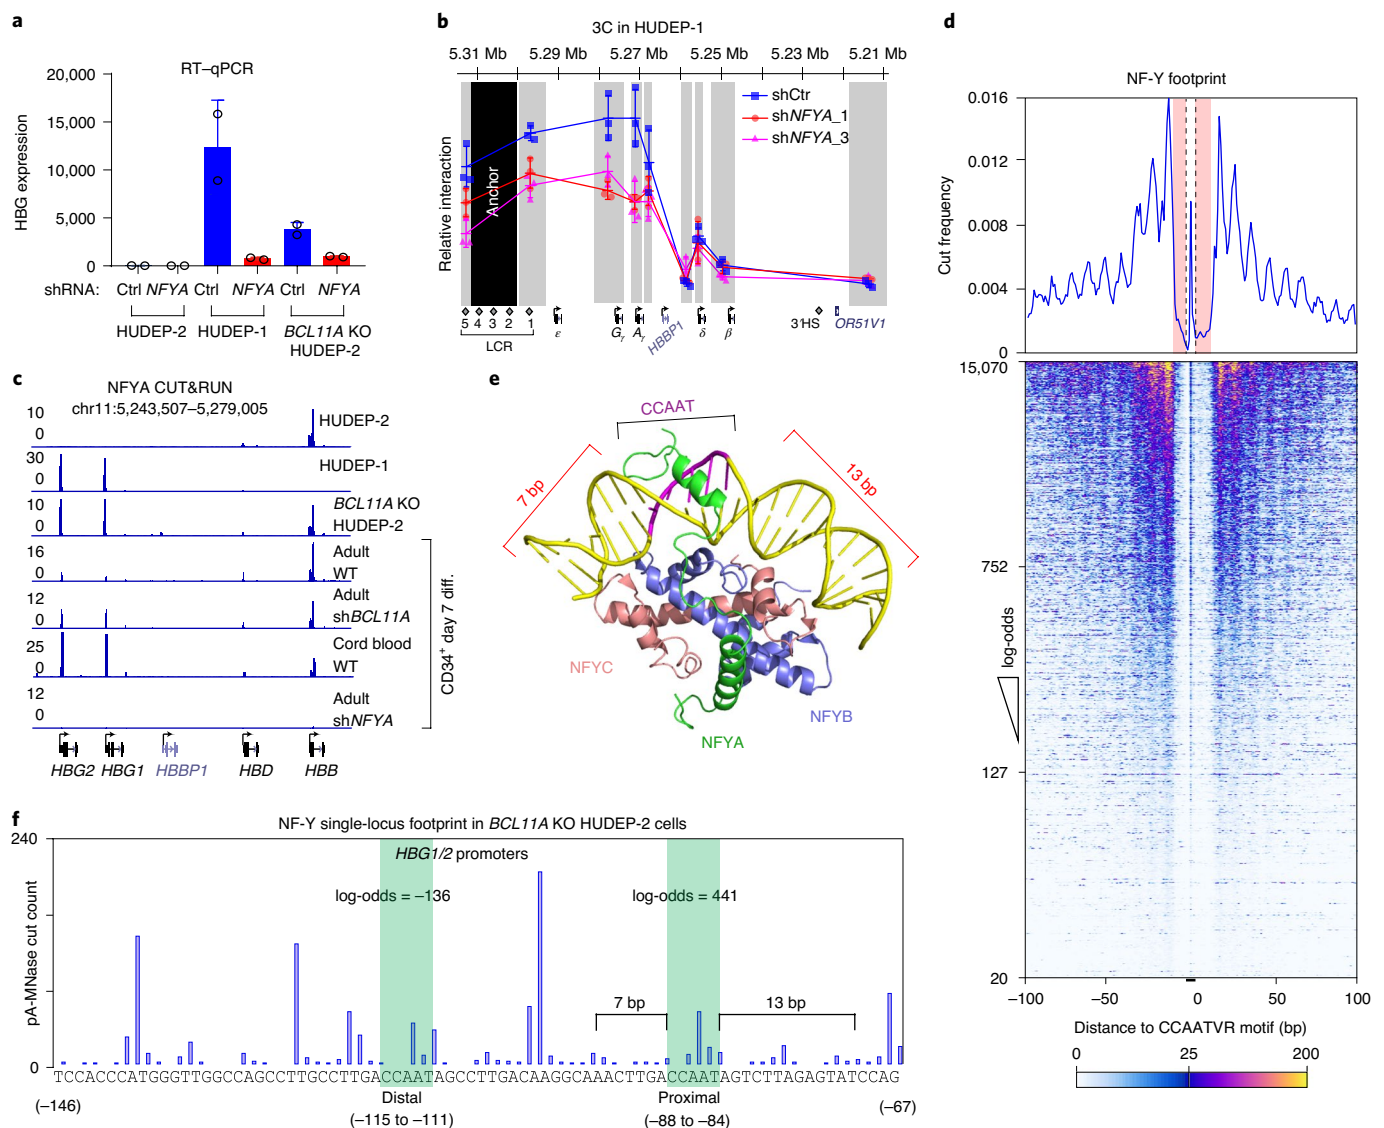 a
RT–qPCR
HBG expression
20,000
15,000
10,000
5,000
0
shRNA: Ctrl NFYA Ctrl NFYA Ctrl NFYA
HUDEP-2 HUDEP-1 BCL11A KO HUDEP-2
b
3C in HUDEP-1
5.31 Mb 5.29 Mb 5.27 Mb 5.25 Mb 5.23 Mb 5.21 Mb
Relative interaction
Anchor
shCtr
shNFYA_1
shNFYA_3
5 4 3 2 1 ε Gγ Aγ HBBP1 δ β 3′HS OR51V1
LCR
c
NFYA CUT&RUN
chr11:5,243,507–5,279,005
10
0
HUDEP-2
30
0
HUDEP-1
10
0
BCL11A KO
HUDEP-2
16
0
Adult
WT
12
0
Adult
shBCL11A
25
0
Cord blood
WT
12
0
Adult
shNFYA
CD34+ day 7 diff.
HBG2 HBG1 HBBP1 HBD HBB
d
NF-Y footprint
Cut frequency
0.016
0.012
0.008
0.004
0
15,070
752
127
20
log-odds
–100 –50 0 50 100
Distance to CCAATVR motif (bp)
0 25 200
e
CCAAT
7 bp
13 bp
NFYC
NFYB
NFYA
f
NF-Y single-locus footprint in BCL11A KO HUDEP-2 cells
HBG1/2 promoters
pA-MNase cut count
240
0
log-odds = –136
log-odds = 441
7 bp
13 bp
TCCACCCATGGGTTGGCCAGCCTTGCCTTGACCAATAGCCTTGACAAGGCAAACTTGACCAATAGTCTTAGAGTATCCAG
(–146)
Distal
(–115 to –111)
Proximal
(–88 to –84)
(–67)